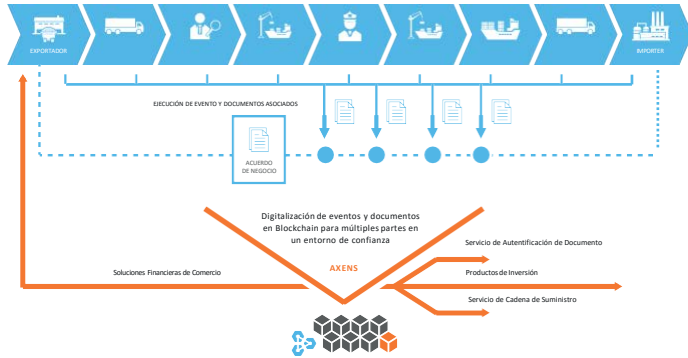 EXPORTADOR
IMPORTER
EJECUCIÓN DE EVENTO Y DOCUMENTOS ASOCIADOS
ACUERDO
DE NEGOCIO
Digitalización de eventos y documentos
en Blockchain para múltiples partes en
un entorno de confianza
AXENS
Soluciones Financieras de Comercio
Servicio de Autentificación de Documento
Productos de Inversión
Servicio de Cadena de Suministro